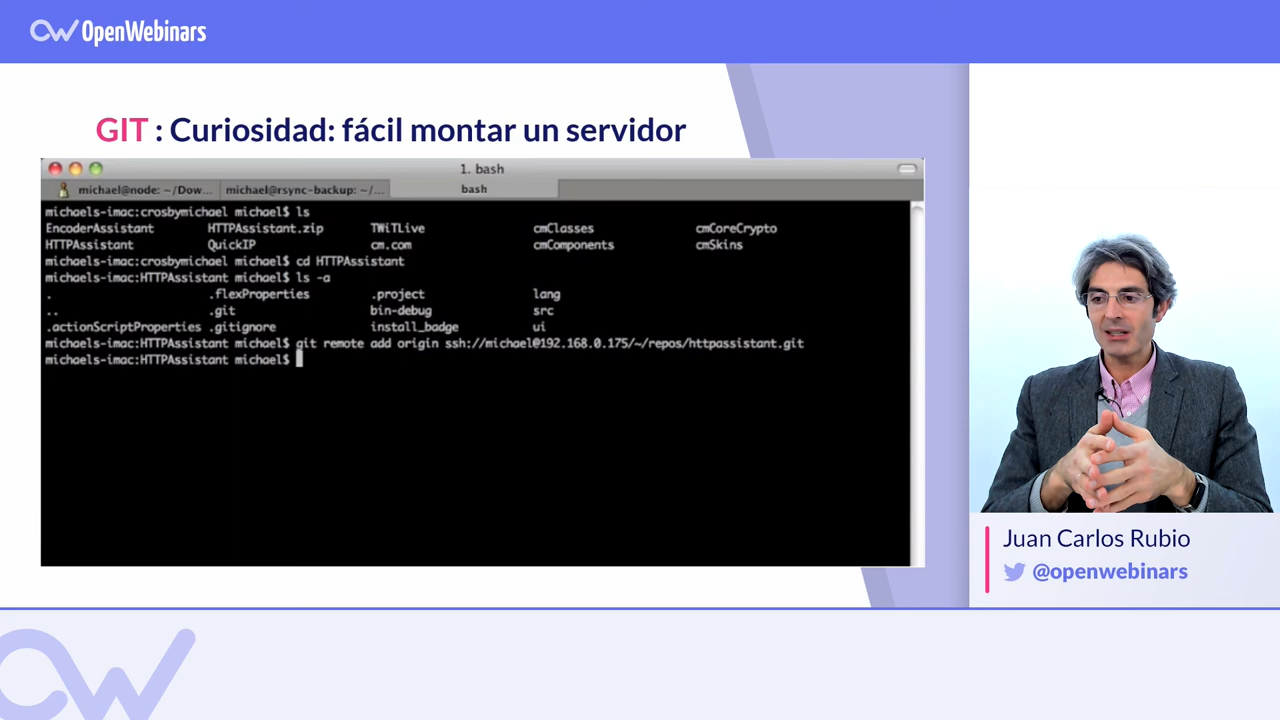 OpenWebinars
GIT : Curiosidad: fácil montar un servidor
1. bash
michael@node: ~/Dow... michael@rsync-backup: ~/... bash
michaels-imac:crosbymichael michael$ ls
EncoderAssistant HTTPAssistant.zip TWiTLive cmClasses cmCoreCrypto
HTTPAssistant QuickIP cm.com cmComponents cmSkins
michaels-imac:crosbymichael michael$ cd HTTPAssistant
michaels-imac:HTTPAssistant michael$ ls -a
. .flexProperties .project lang
.. .git bin-debug src
.actionScriptProperties .gitignore install_badge ui
michaels-imac:HTTPAssistant michael$ git remote add origin ssh://michael@192.168.0.175/~/repos/httpassistant.git
michaels-imac:HTTPAssistant michael$
Juan Carlos Rubio
@openwebinars